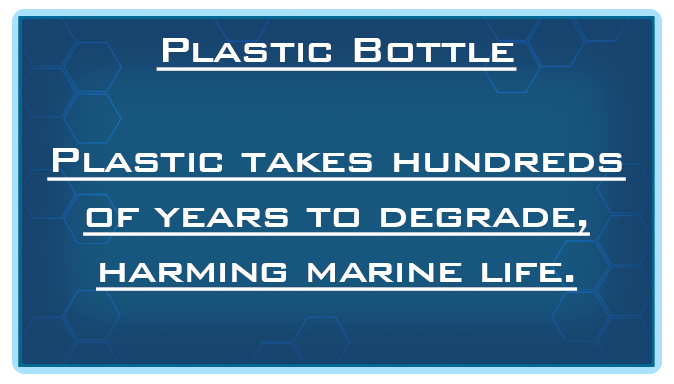 Plastic Bottle
Plastic takes hundreds
of years to degrade,
harming marine life.